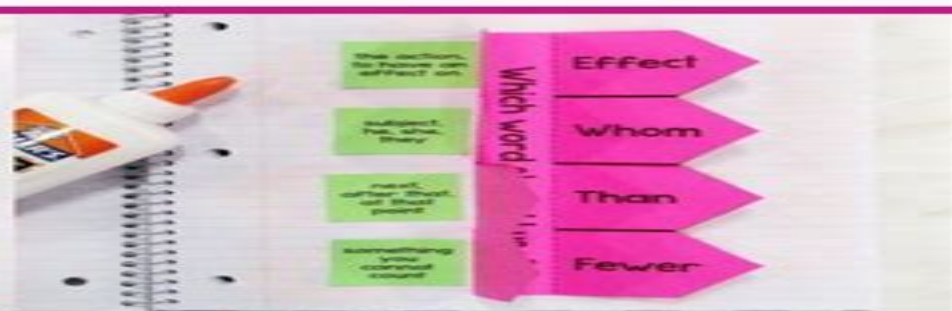 the action,
to have an
effect on
subject
he, she,
they
next,
after that,
at that
point
something
you
cannot
count
Which word
Effect
Whom
Than
Fewer